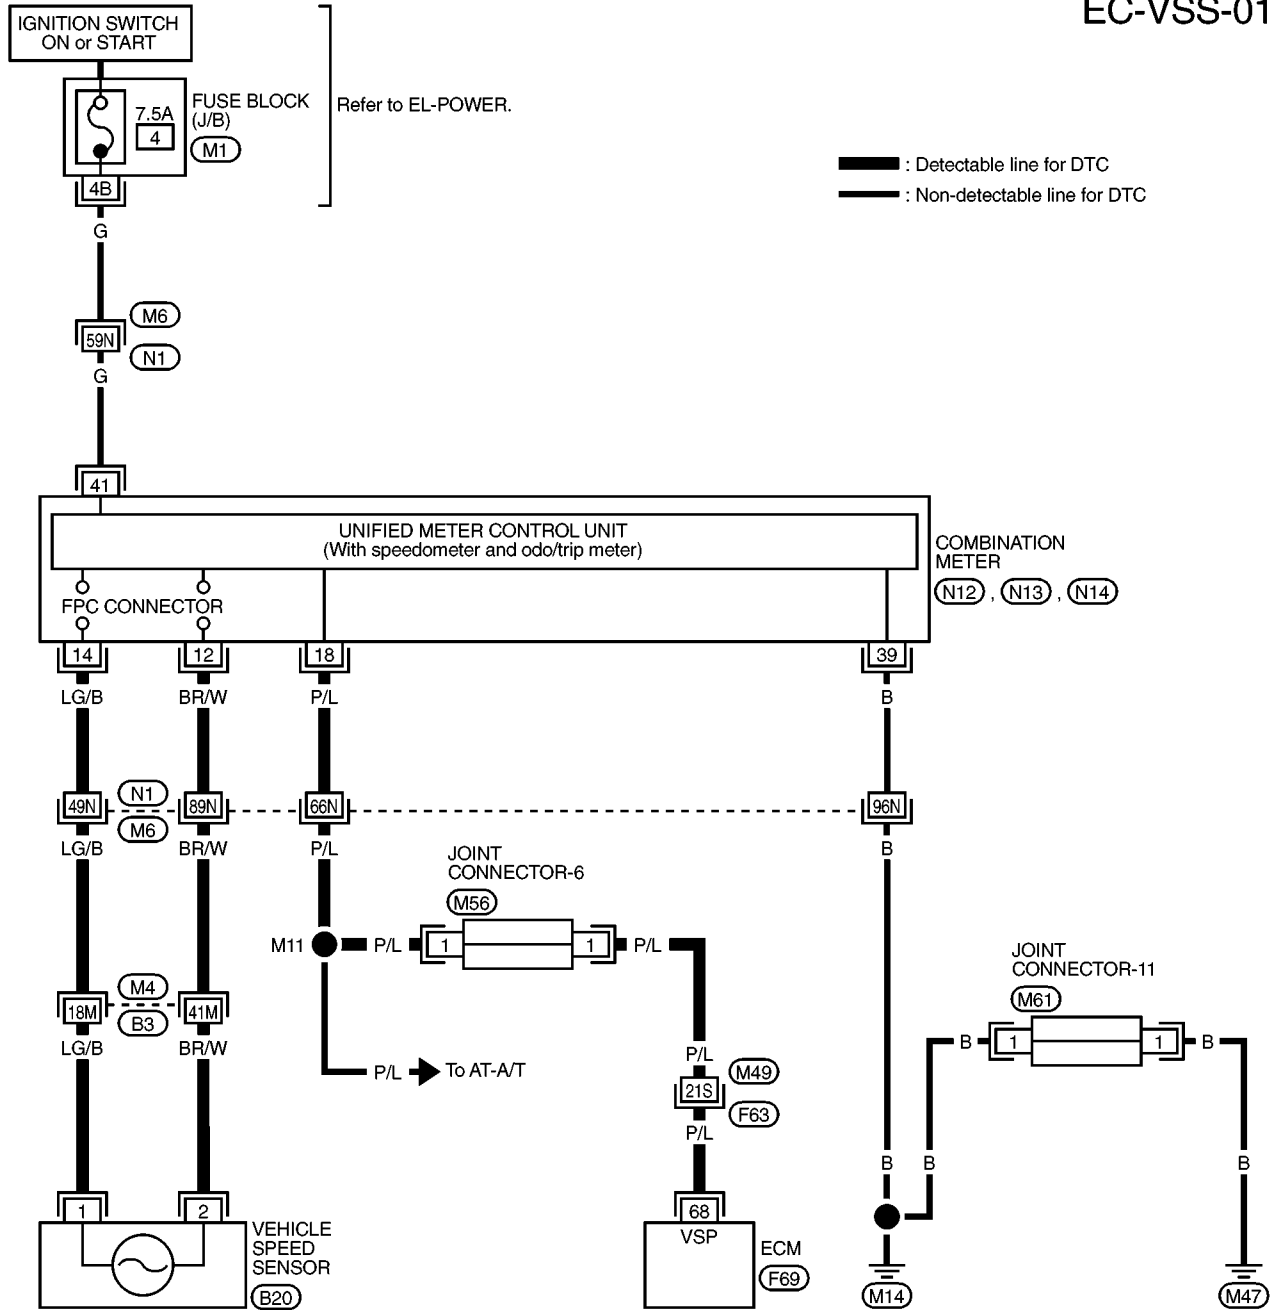 EC-VSS-01
IGNITION SWITCH
ON or START
7.5A
4
FUSE BLOCK
(J/B)
M1
Refer to EL-POWER.
: Detectable line for DTC
: Non-detectable line for DTC
4B
G
M6
59N
N1
G
41
UNIFIED METER CONTROL UNIT
(With speedometer and odo/trip meter)
COMBINATION
METER
N12 , N13 , N14
FPC CONNECTOR
14 12 18 39
LG/B BR/W P/L B
N1
49N 89N 66N 96N
M6
LG/B BR/W P/L B
JOINT
CONNECTOR-6
M56
M11 P/L 1 1 P/L
JOINT
CONNECTOR-11
M61
M4
18M 41M
B3
B 1 1 B
LG/B BR/W
P/L To AT-A/T
P/L
M49
21S
F63
P/L
B B B
1 2 68
VSP
VEHICLE
SPEED
SENSOR
B20
ECM
F69
M14 M47